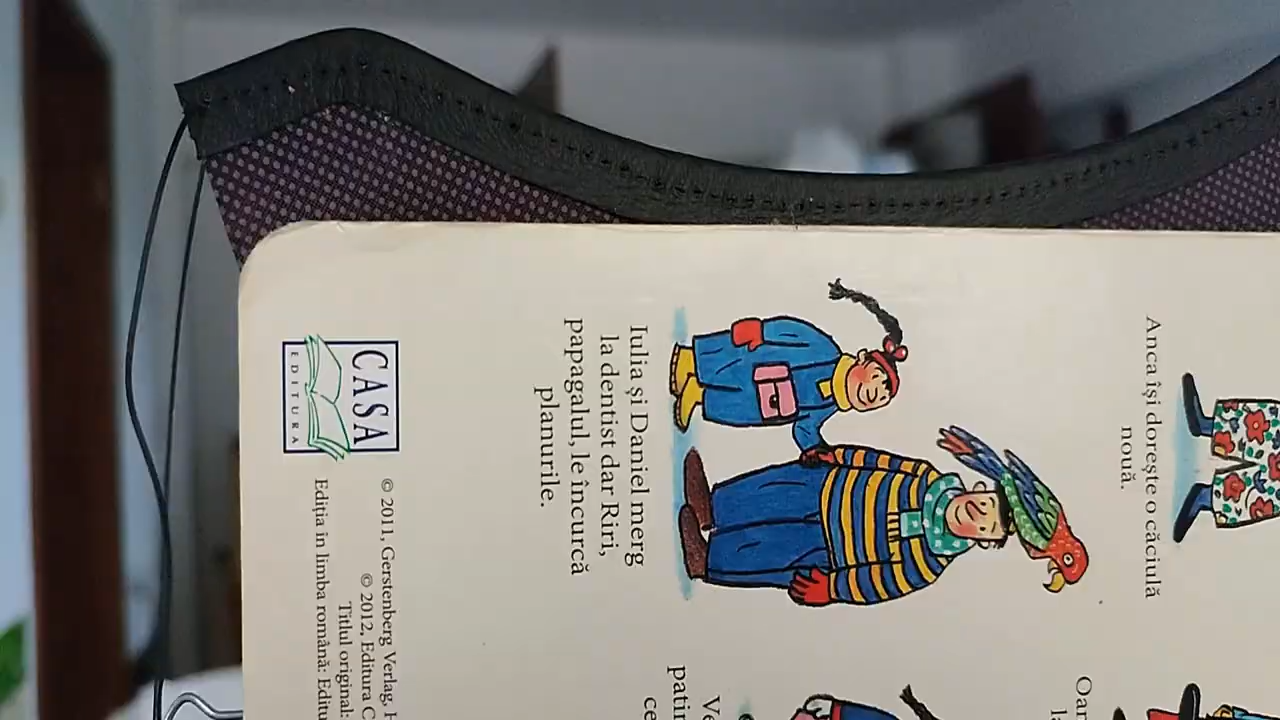 Anca își dorește o căciulă
nouă.
Iulia și Daniel merg
la dentist dar Riri,
papagalul, le încurcă
planurile.
CASA
EDITURA
© 2011, Gerstenberg Verlag,
© 2012, Editura
Titlul original:
Ediția in limba română: